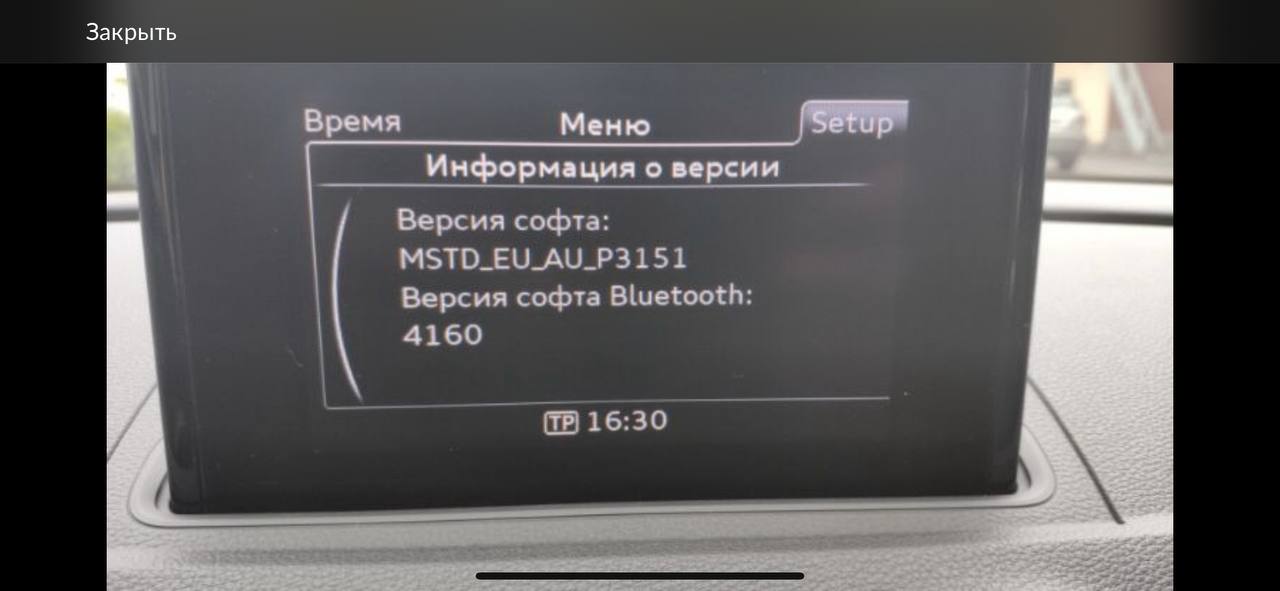 Закрыть
Время Меню Setup
Информация о версии
Версия софта:
MSTD_EU_AU_P3151
Версия софта Bluetooth:
4160
TP 16:30